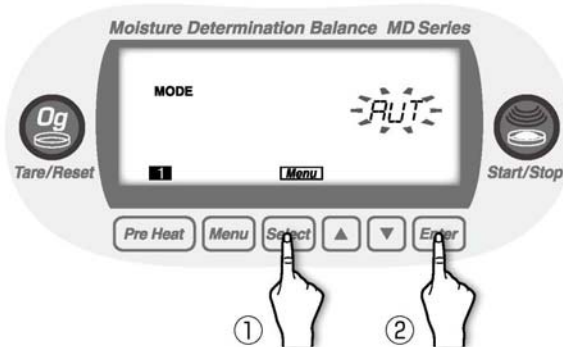 Moisture Determination Balance MD Series
MODE
AUT
0g
Tare/Reset
Start/Stop
1
Menu
Pre Heat
Menu
Select
▲
▼
Enter
①
②